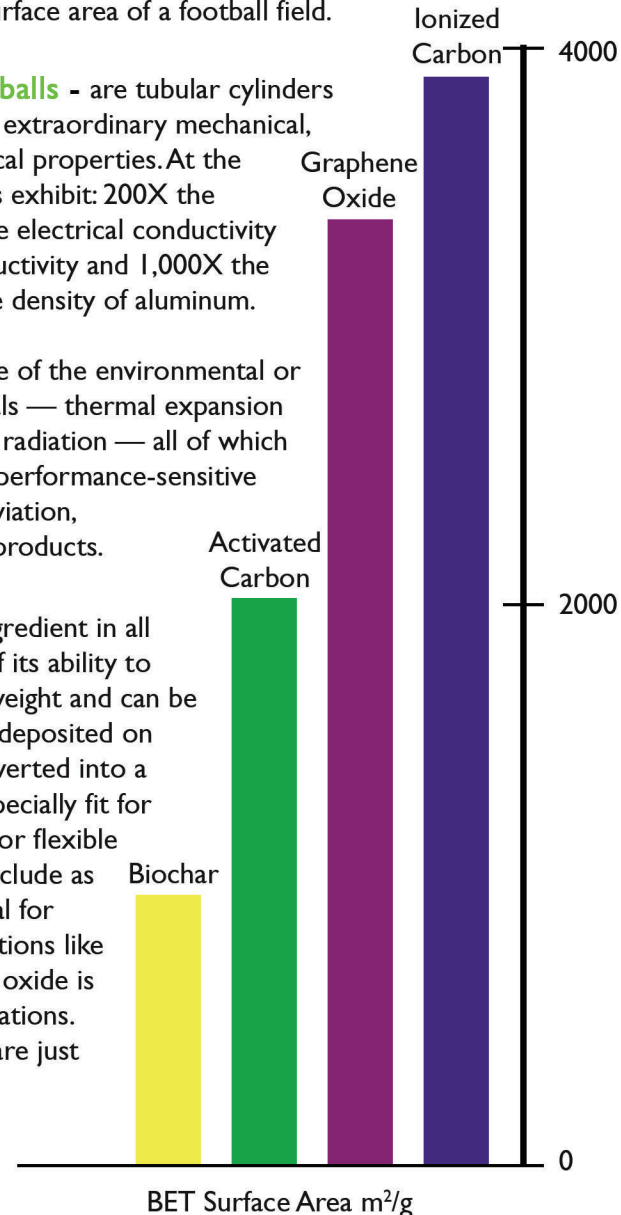 rface area of a football field.
balls - are tubular cylinders
extraordinary mechanical,
cal properties. At the
s exhibit: 200X the
e electrical conductivity
uctivity and 1,000X the
e density of aluminum.
e of the environmental or
ls — thermal expansion
radiation — all of which
performance-sensitive
viation,
products.
gredient in all
f its ability to
weight and can be
deposited on
verted into a
pecially fit for
or flexible
clude as
al for
tions like
oxide is
ations.
are just
Ionized
Carbon
Graphene
Oxide
Activated
Carbon
Biochar
4000
2000
0
BET Surface Area m²/g